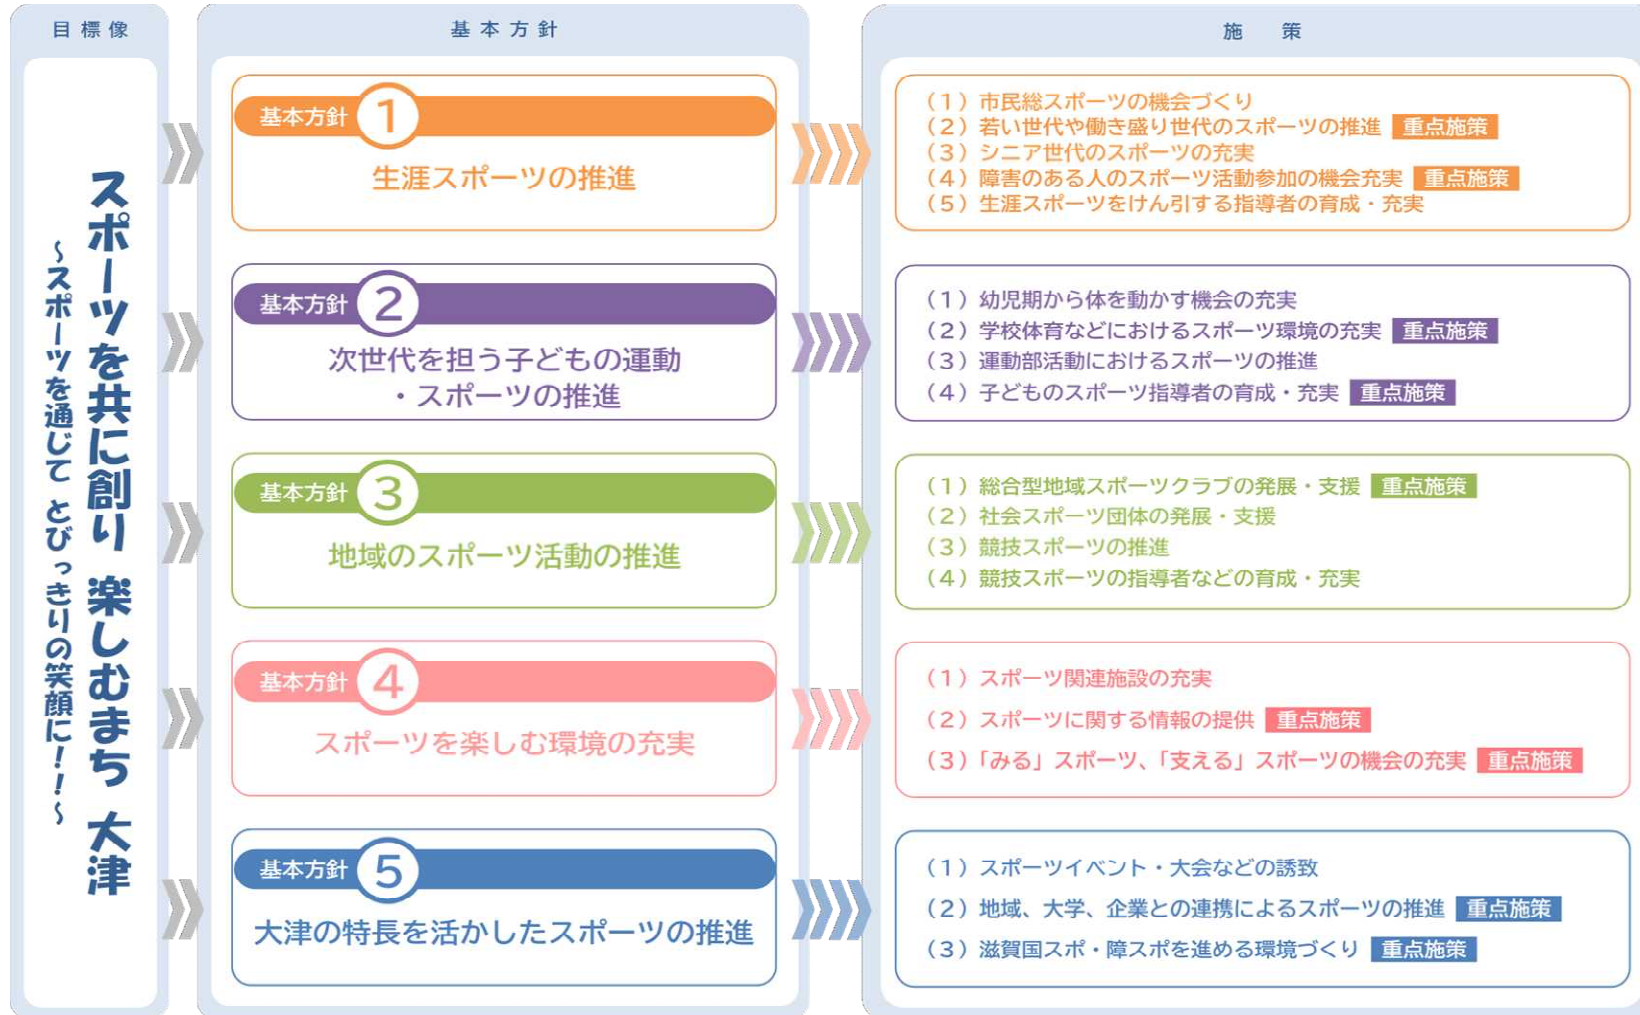 目標像
スポーツを共に創り 楽しむまち 大津
~スポーツを通じて とびっきりの笑顔に!!~
基本方針
基本方針 1
生涯スポーツの推進
基本方針 2
次世代を担う子どもの運動
・スポーツの推進
基本方針 3
地域のスポーツ活動の推進
基本方針 4
スポーツを楽しむ環境の充実
基本方針 5
大津の特長を活かしたスポーツの推進
施 策
(1)市民総スポーツの機会づくり
(2)若い世代や働き盛り世代のスポーツの推進 重点施策
(3)シニア世代のスポーツの充実
(4)障害のある人のスポーツ活動参加の機会充実 重点施策
(5)生涯スポーツをけん引する指導者の育成・充実
(1)幼児期から体を動かす機会の充実
(2)学校体育などにおけるスポーツ環境の充実 重点施策
(3)運動部活動におけるスポーツの推進
(4)子どものスポーツ指導者の育成・充実 重点施策
(1)総合型地域スポーツクラブの発展・支援 重点施策
(2)社会スポーツ団体の発展・支援
(3)競技スポーツの推進
(4)競技スポーツの指導者などの育成・充実
(1)スポーツ関連施設の充実
(2)スポーツに関する情報の提供 重点施策
(3)「みる」スポーツ、「支える」スポーツの機会の充実 重点施策
(1)スポーツイベント・大会などの誘致
(2)地域、大学、企業との連携によるスポーツの推進 重点施策
(3)滋賀国スポ・障スポを進める環境づくり 重点施策